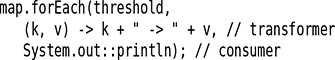 map.forEach(threshold,
(k, v) -> k + " -> " + v, // transformer
System.out::println); // consumer